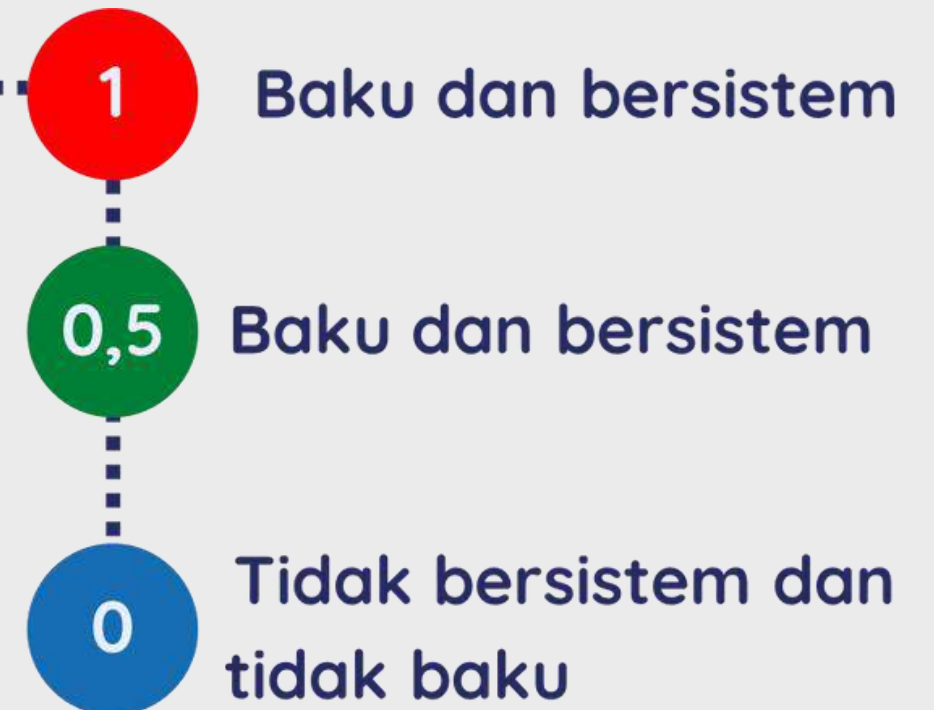 1 Baku dan bersistem
0,5 Baku dan bersistem
0 Tidak bersistem dan
tidak baku